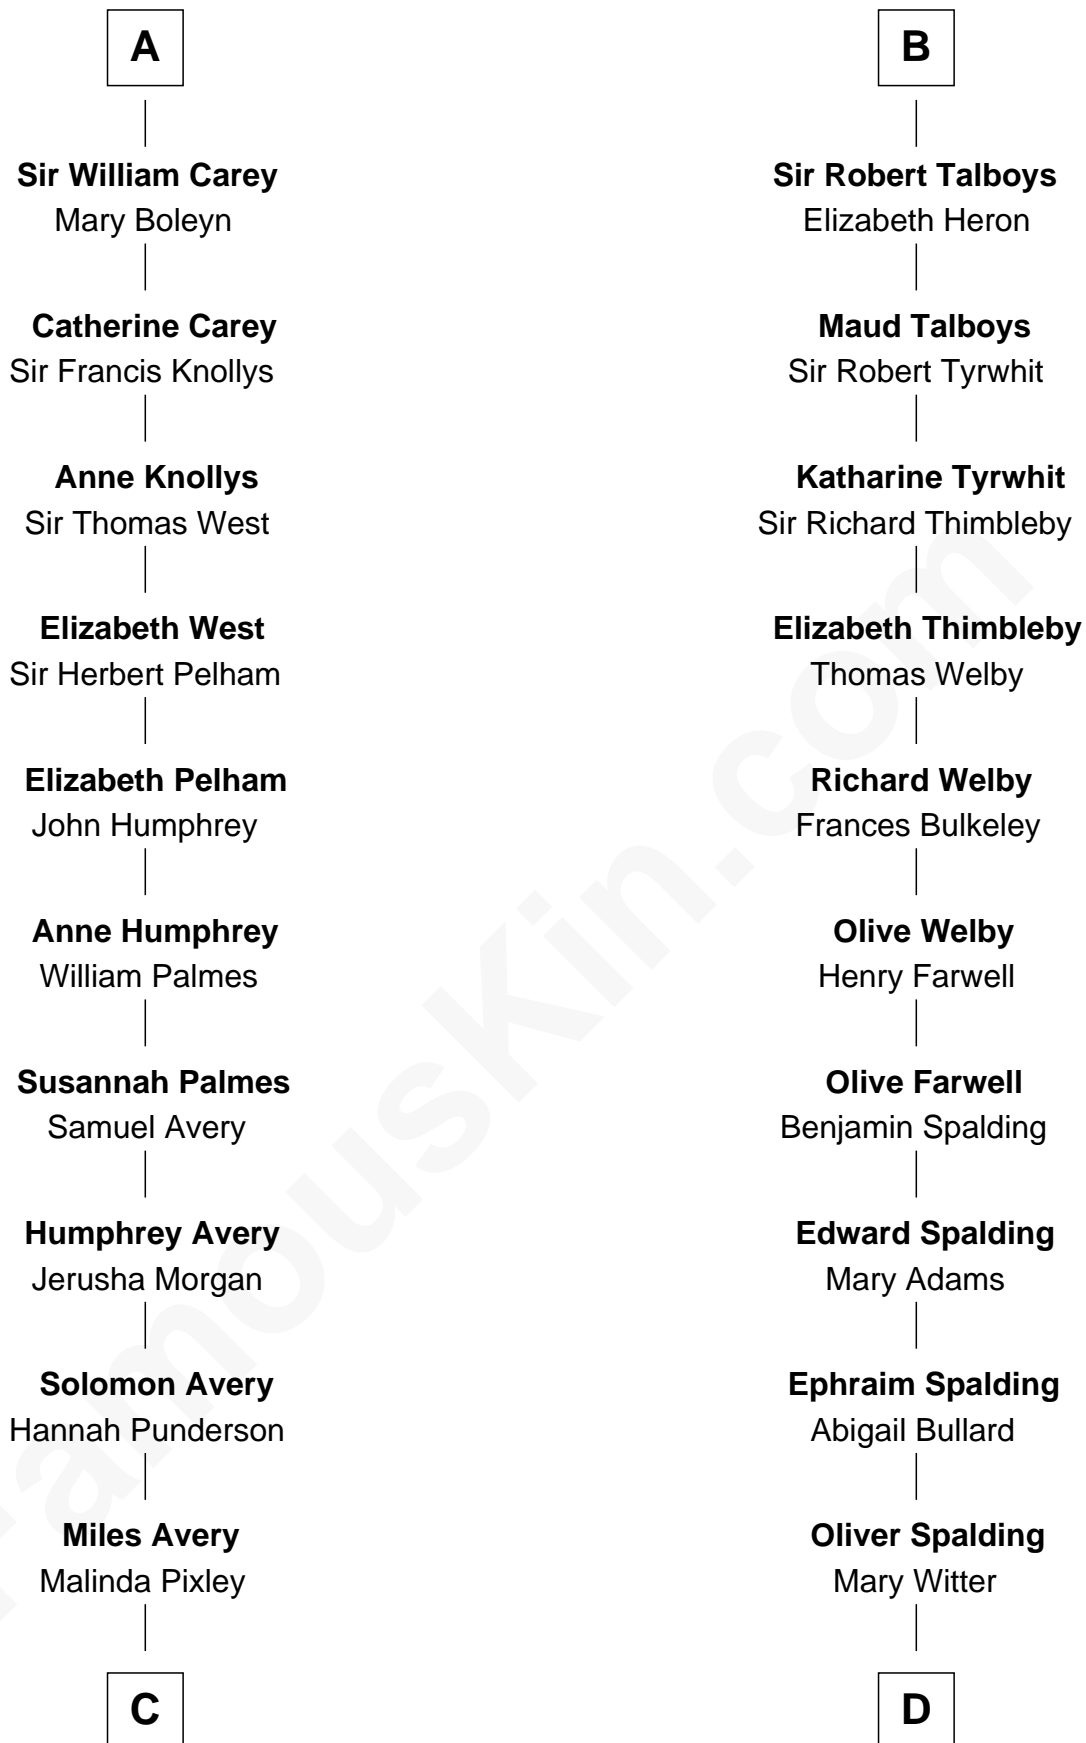 A
Sir William Carey
Mary Boleyn
Catherine Carey
Sir Francis Knollys
Anne Knollys
Sir Thomas West
Elizabeth West
Sir Herbert Pelham
Elizabeth Pelham
John Humphrey
Anne Humphrey
William Palmes
Susannah Palmes
Samuel Avery
Humphrey Avery
Jerusha Morgan
Solomon Avery
Hannah Punderson
Miles Avery
Malinda Pixley
C
B
Sir Robert Talboys
Elizabeth Heron
Maud Talboys
Sir Robert Tyrwhit
Katharine Tyrwhit
Sir Richard Thimbleby
Elizabeth Thimbleby
Thomas Welby
Richard Welby
Frances Bulkeley
Olive Welby
Henry Farwell
Olive Farwell
Benjamin Spalding
Edward Spalding
Mary Adams
Ephraim Spalding
Abigail Bullard
Oliver Spalding
Mary Witter
D
FamousKin.com